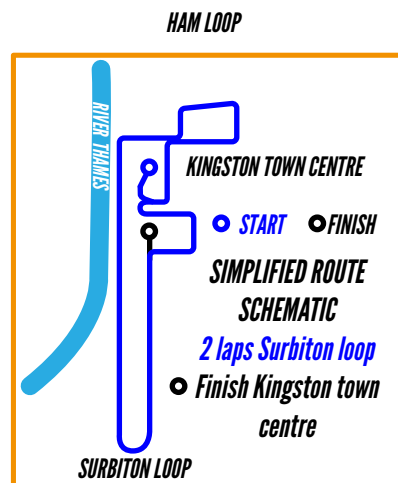 HAM LOOP
RIVER THAMES
KINGSTON TOWN CENTRE
START FINISH
SIMPLIFIED ROUTE
SCHEMATIC
2 laps Surbiton loop
Finish Kingston town
centre
SURBITON LOOP